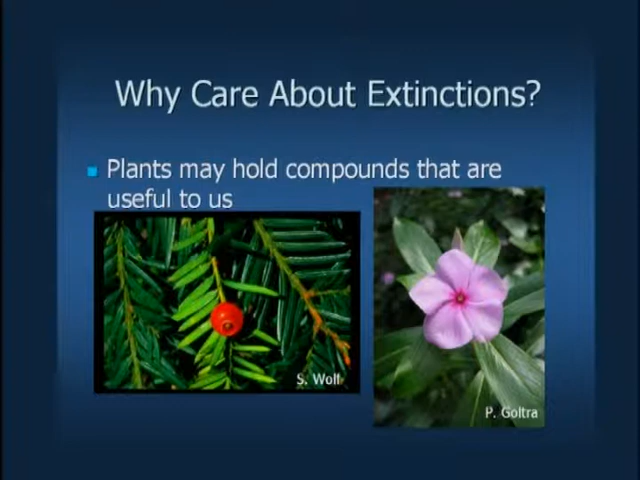 Why Care About Extinctions?
Plants may hold compounds that are
useful to us
S. Wolf
P. Goltra